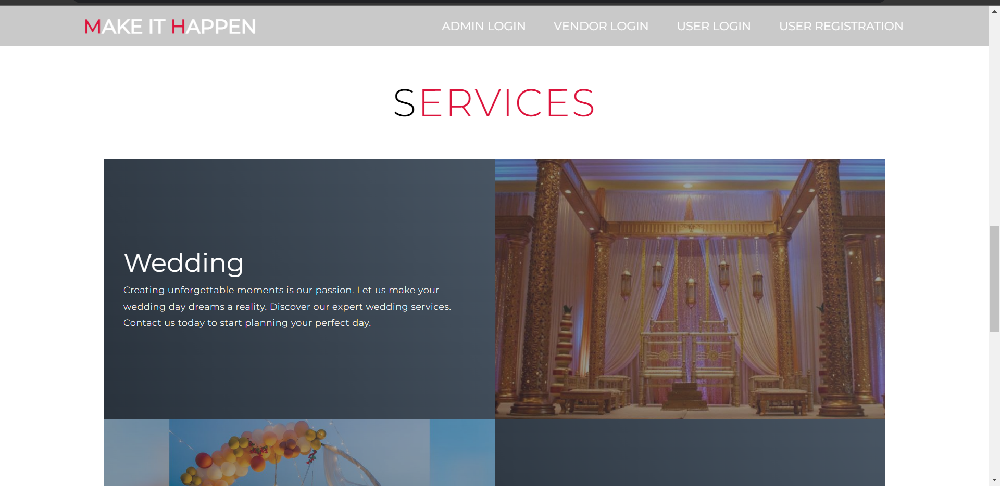 MAKE IT HAPPEN
ADMIN LOGIN
VENDOR LOGIN
USER LOGIN
USER REGISTRATION
SERVICES
Wedding
Creating unforgettable moments is our passion. Let us make your
wedding day dreams a reality. Discover our expert wedding services.
Contact us today to start planning your perfect day.